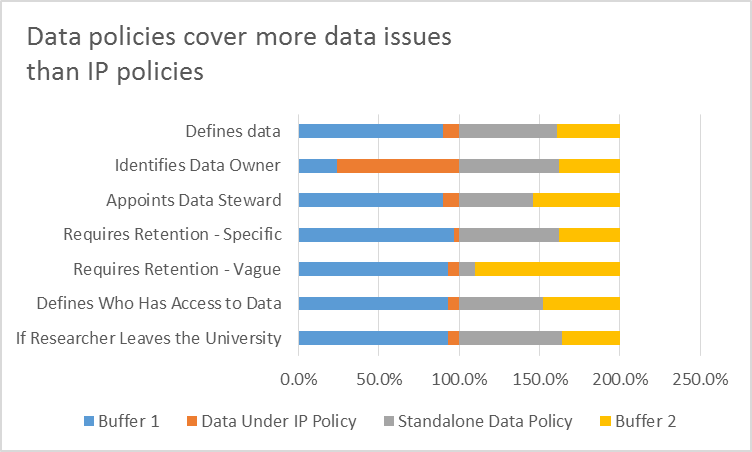 Data policies cover more data issues
than IP policies
Defines data
Identifies Data Owner
Appoints Data Steward
Requires Retention - Specific
Requires Retention - Vague
Defines Who Has Access to Data
If Researcher Leaves the University
0.0% 50.0% 100.0% 150.0% 200.0% 250.0%
Buffer 1 Data Under IP Policy Standalone Data Policy Buffer 2